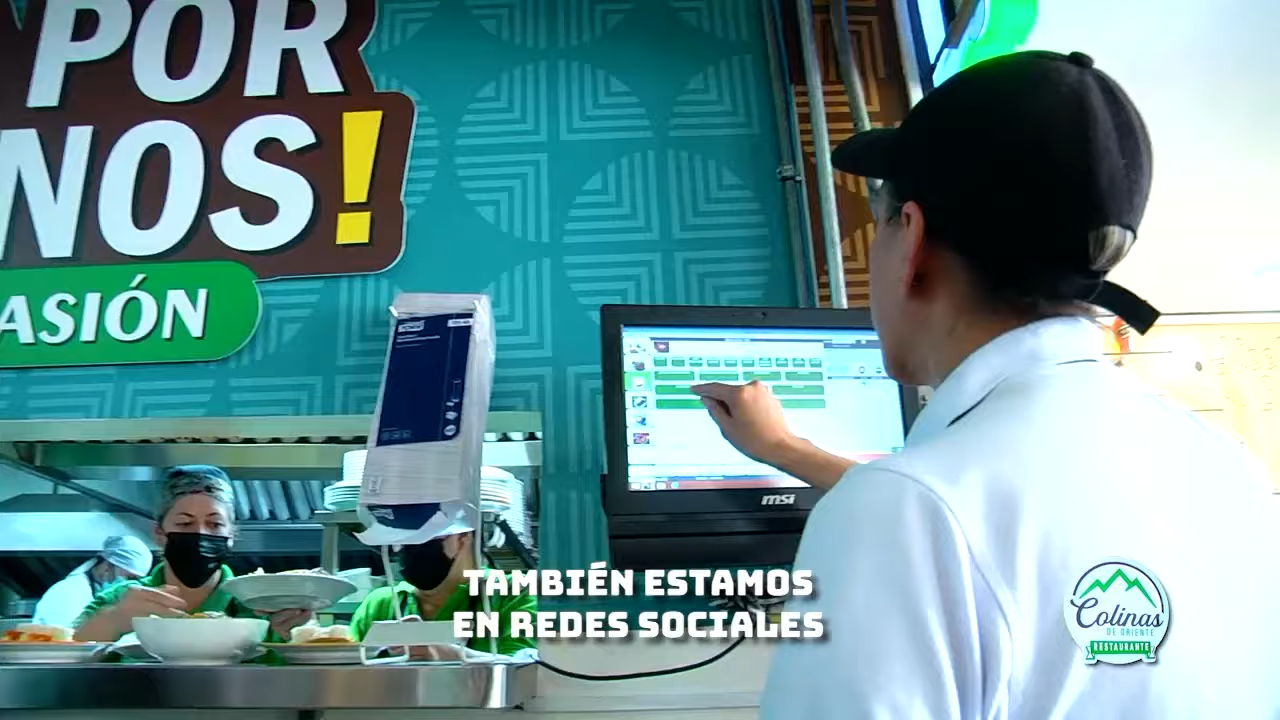 POR
NOS!
ASIÓN
msi
TAMBIÉN ESTAMOS
EN REDES SOCIALES
Colinas
DE ORIENTE
RESTAURANTE